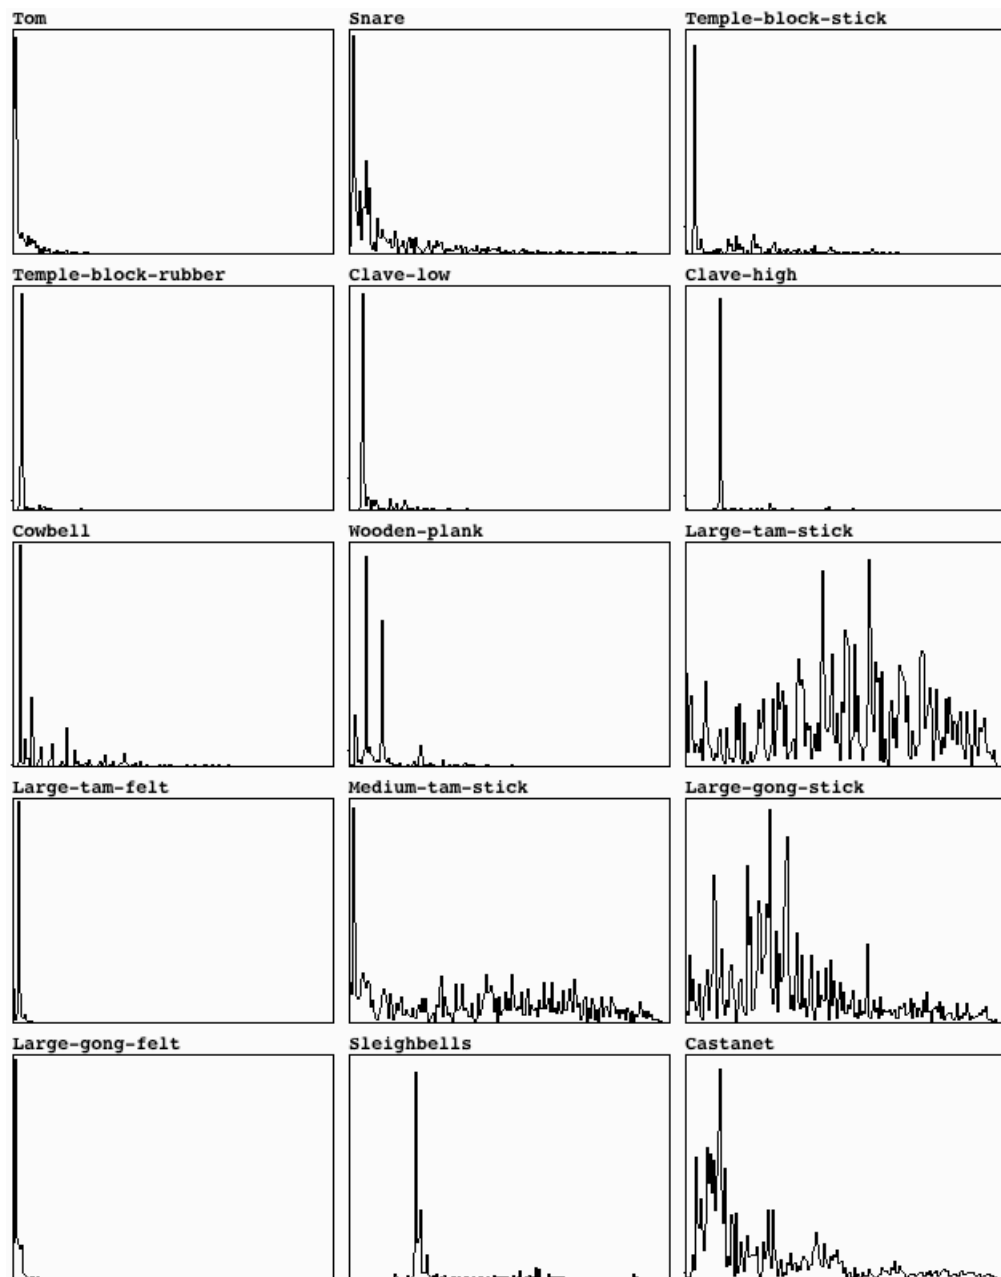 Tom
Snare
Temple-block-stick
Temple-block-rubber
Clave-low
Clave-high
Cowbell
Wooden-plank
Large-tam-stick
Large-tam-felt
Medium-tam-stick
Large-gong-stick
Large-gong-felt
Sleighbells
Castanet